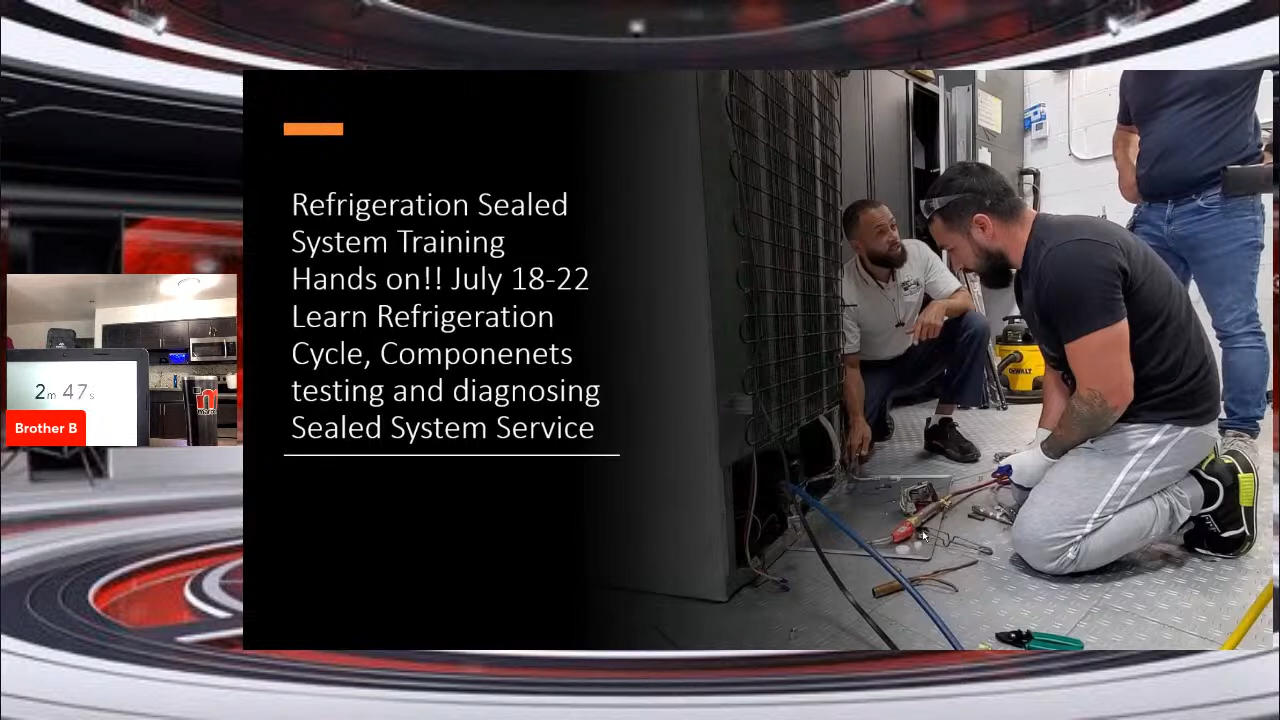 Refrigeration Sealed
System Training
Hands on!! July 18-22
Learn Refrigeration
Cycle, Componenets
testing and diagnosing
Sealed System Service
2m 47s
Brother B
DEWALT